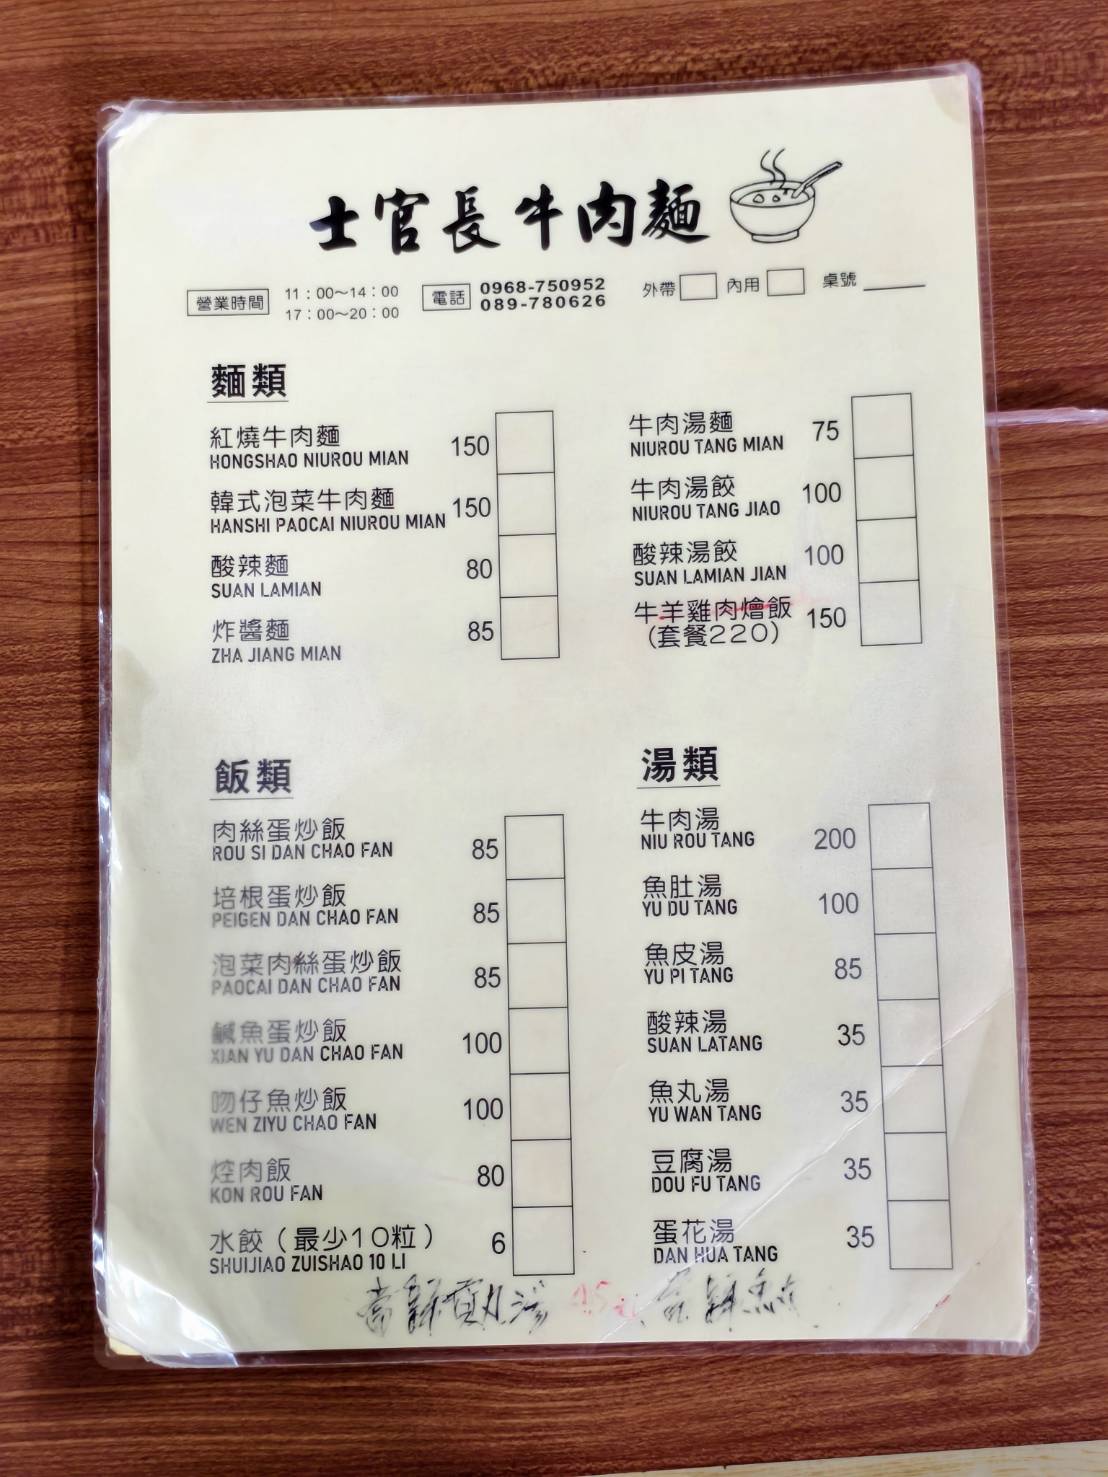 士官長牛肉麵
營業時間 11：00～14：00
17：00～20：00
電話 0968-750952
089-780626
外帶 內用 桌號
麵類
紅燒牛肉麵 150
HONGSHAO NIUROU MIAN
韓式泡菜牛肉麵 150
HANSHI PAOCAI NIUROU MIAN
酸辣麵 80
SUAN LAMIAN
炸醬麵 85
ZHA JIANG MIAN
牛肉湯麵 75
NIUROU TANG MIAN
牛肉湯餃 100
NIUROU TANG JIAO
酸辣湯餃 100
SUAN LAMIAN JIAN
牛羊雞肉燴飯 150
（套餐220）
飯類
肉絲蛋炒飯 85
ROU SI DAN CHAO FAN
培根蛋炒飯 85
PEIGEN DAN CHAO FAN
泡菜肉絲蛋炒飯 85
PAOCAI DAN CHAO FAN
鹹魚蛋炒飯 100
XIAN YU DAN CHAO FAN
吻仔魚炒飯 100
WEN ZIYU CHAO FAN
焢肉飯 80
KON ROU FAN
水餃（最少10粒） 6
SHUIJIAO ZUISHAO 10 LI
湯類
牛肉湯 200
NIU ROU TANG
魚肚湯 100
YU DU TANG
魚皮湯 85
YU PI TANG
酸辣湯 35
SUAN LATANG
魚丸湯 35
YU WAN TANG
豆腐湯 35
DOU FU TANG
蛋花湯 35
DAN HUA TANG